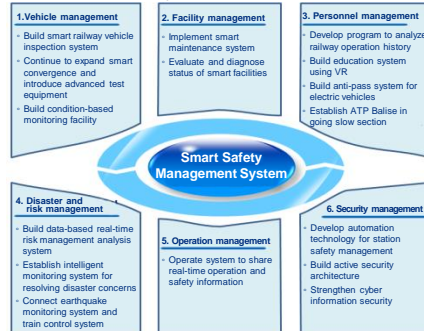 1.Vehicle management
• Build smart railway vehicle
inspection system
• Continue to expand smart
convergence and
introduce advanced test
equipment
• Build condition-based
monitoring facility
2. Facility management
• Implement smart
maintenance system
• Evaluate and diagnose
status of smart facilities
3. Personnel management
• Develop program to analyze
railway operation history
• Build education system
using VR
• Build anti-pass system for
electric vehicles
• Establish ATP Balise in
going slow section
Smart Safety
Management System
4. Disaster and
risk management
• Build data-based real-time
risk management analysis
system
• Establish intelligent
monitoring system for
resolving disaster concerns
• Connect earthquake
monitoring system and
train control system
5. Operation management
• Operate system to share
real-time operation and
safety information
6. Security management
• Develop automation
technology for station
safety management
• Build active security
architecture
• Strengthen cyber
information security